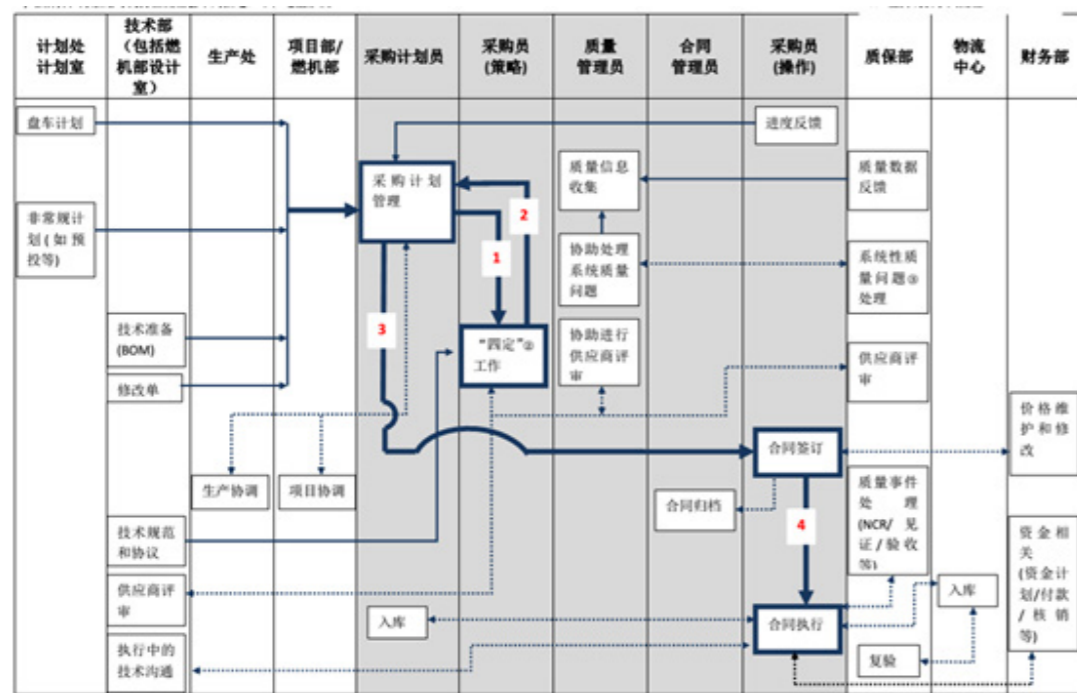 计划处
计划室
技术部
（包括燃
机部设计
室）
生产处
项目部/
燃机部
采购计划员
采购员
(策略)
质量
管理员
合同
管理员
采购员
(操作)
质保部
物流
中心
财务部
盘车计划
进度反馈
采购计划
管理
质量信息
收集
质量数据
反馈
非常规计
划(如预
投等)
2
1
协助处理
系统质量
问题
系统性质
量问题③
处理
3
技术准备
(BOM)
“四定”②
工作
协助进行
供应商评
审
供应商评
审
修改单
价格维
护和修
改
合同签订
生产协调
项目协调
合同归档
4
质量事件
处理
(NCR/见
证/验收
等)
技术规范
和协议
资金相
关
(资金计
划/付款
/核销
等)
供应商评
审
入库
合同执行
入库
执行中的
技术沟通
复验